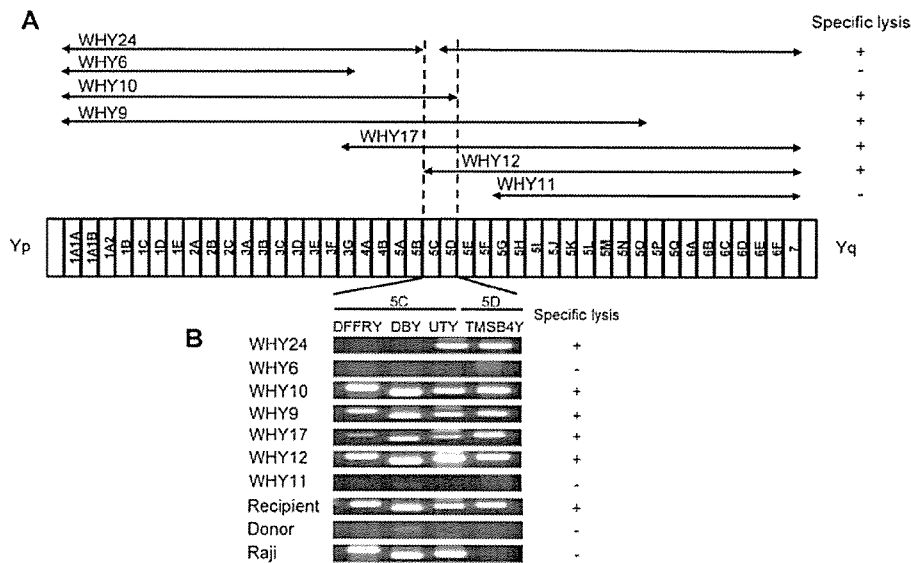 A
Specific lysis
WHY24 +
WHY6 -
WHY10 +
WHY9 +
WHY17 +
WHY12 +
WHY11 -
Yp 1A1A 1A1B 1A2 1B 1C 1D 1E 2A 2B 2C 3A 3B 3C 3D 3E 3F 3G 4A 4B 5A 5B 5C 5D 5E 5F 5G 5H 5I 5J 5K 5L 5M 5N 5O 5P 5Q 6A 6B 6C 6D 6E 6F 7 Yq
5C 5D Specific lysis
B DFFRY DBY UTY TMSB4Y
WHY24 +
WHY6 -
WHY10 +
WHY9 +
WHY17 +
WHY12 +
WHY11 -
Recipient +
Donor -
Raji -